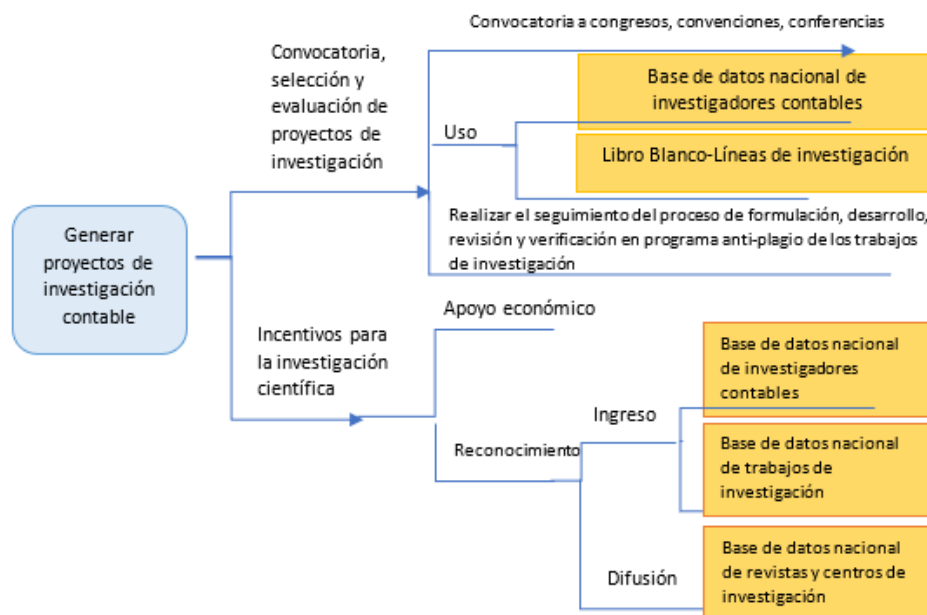 Convocatoria a congresos, convenciones, conferencias
Convocatoria,
selección y
evaluación de
proyectos de
investigación
Base de datos nacional de
investigadores contables
Uso
Libro Blanco-Líneas de investigación
Realizar el seguimiento del proceso de formulación, desarrollo,
revisión y verificación en programa anti-plagio de los trabajos
de investigación
Generar
proyectos de
investigación
contable
Incentivos para
la investigación
científica
Apoyo económico
Reconocimiento
Ingreso
Base de datos nacional
de investigadores
contables
Base de datos nacional
de trabajos de
investigación
Difusión
Base de datos nacional
de revistas y centros de
investigación